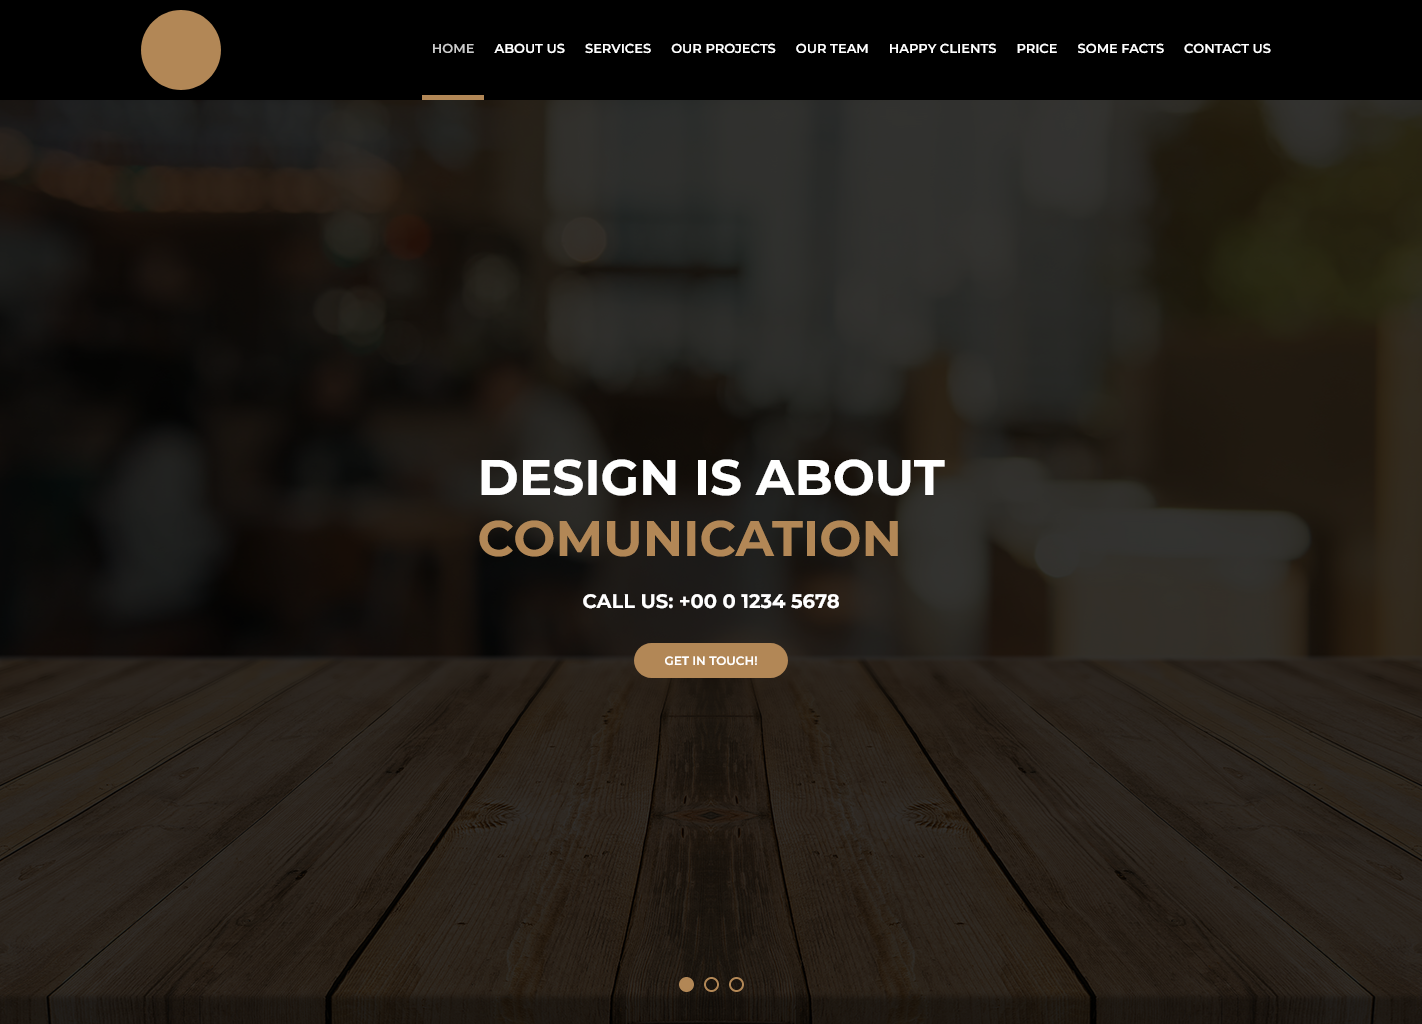 HOME ABOUT US SERVICES OUR PROJECTS OUR TEAM HAPPY CLIENTS PRICE SOME FACTS CONTACT US
DESIGN IS ABOUT
COMUNICATION
CALL US: +00 0 1234 5678
GET IN TOUCH!